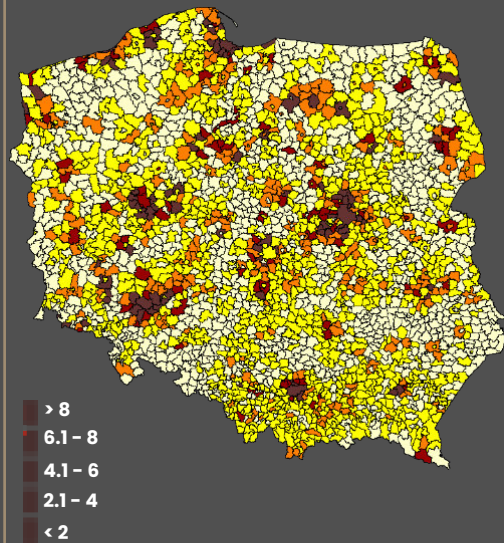 > 8
6.1 – 8
4.1 – 6
2.1 – 4
< 2